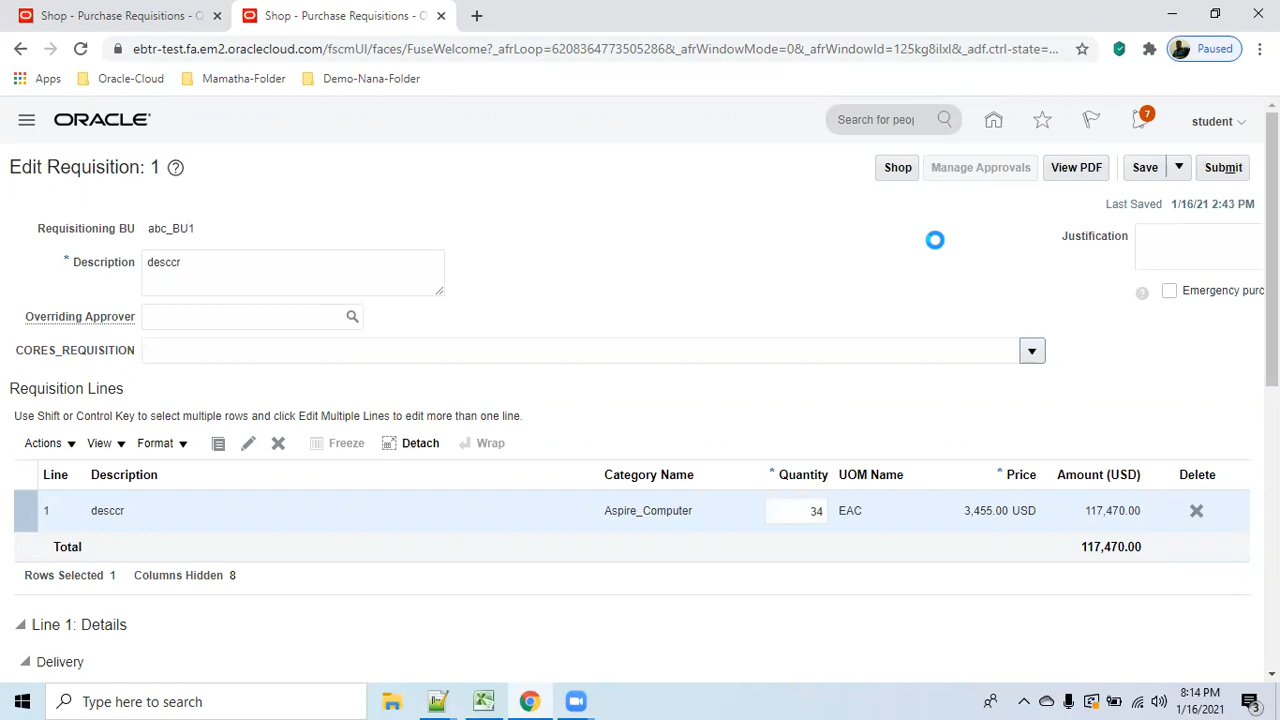 Shop - Purchase Requisitions - O
Shop - Purchase Requisitions - O
ebtr-test.fa.em2.oraclecloud.com/fscmUI/faces/FuseWelcome?_afrLoop=6208364773505286&_afrWindowMode=0&_afrWindowId=125kg8ilxl&_adf.ctrl-state=...
Paused
Apps Oracle-Cloud Mamatha-Folder Demo-Nana-Folder
ORACLE Search for peop 7 student
Edit Requisition: 1 Shop Manage Approvals View PDF Save Submit
Last Saved 1/16/21 2:43 PM
Requisitioning BU abc_BU1
Justification
* Description desccr
Emergency purc
Overriding Approver
CORES_REQUISITION
Requisition Lines
Use Shift or Control Key to select multiple rows and click Edit Multiple Lines to edit more than one line.
Actions View Format Freeze Detach Wrap
Line Description Category Name * Quantity UOM Name * Price Amount (USD) Delete
1 desccr Aspire_Computer 34 EAC 3,455.00 USD 117,470.00
Total 117,470.00
Rows Selected 1 Columns Hidden 8
Line 1: Details
Delivery
Type here to search
8:14 PM
1/16/2021
3